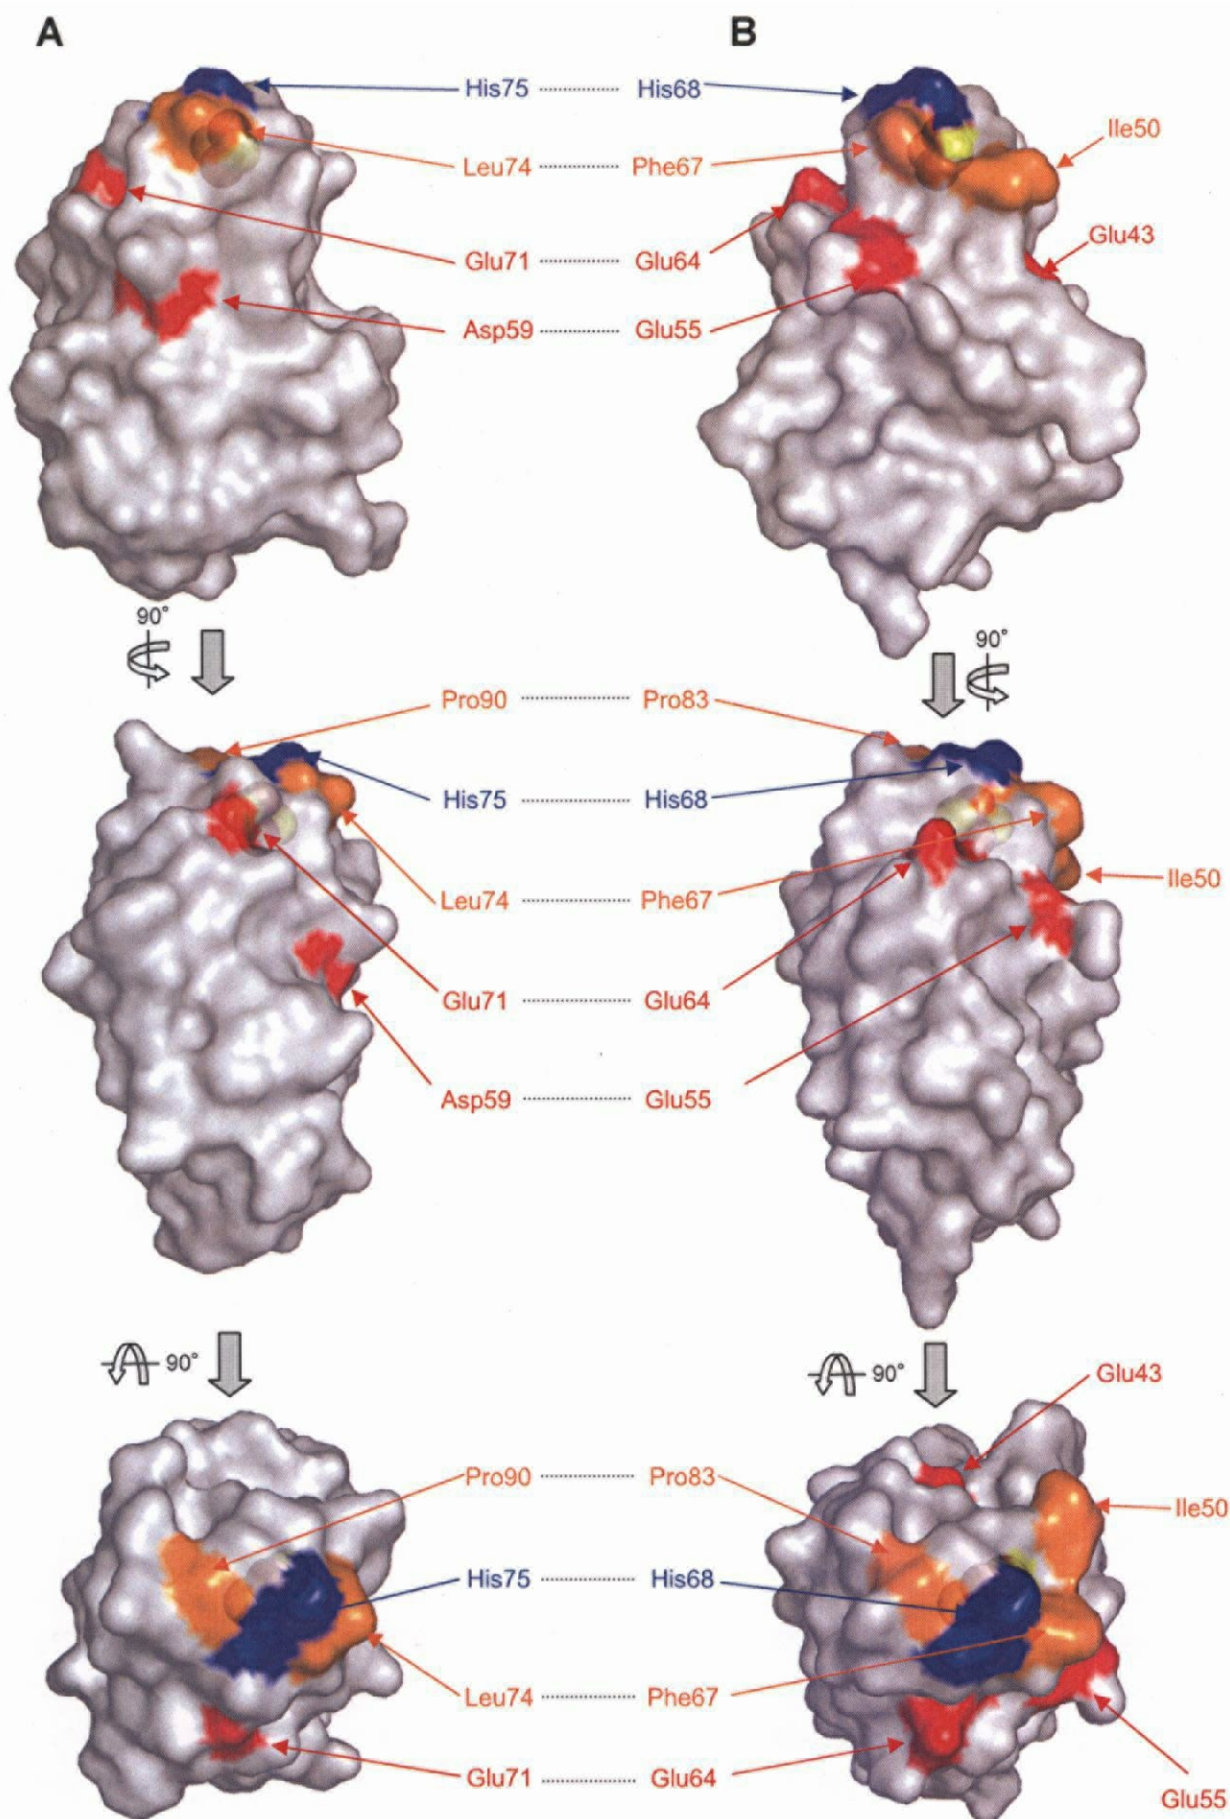 A B
His75 His68
Ile50
Leu74 Phe67
Glu43
Glu71 Glu64
Asp59 Glu55
90°
90°
Pro90 Pro83
His75 His68
Leu74 Phe67 Ile50
Glu71 Glu64
Asp59 Glu55
90° 90°
Glu43
Pro90 Pro83
Ile50
His75 His68
Leu74 Phe67
Glu71 Glu64
Glu55